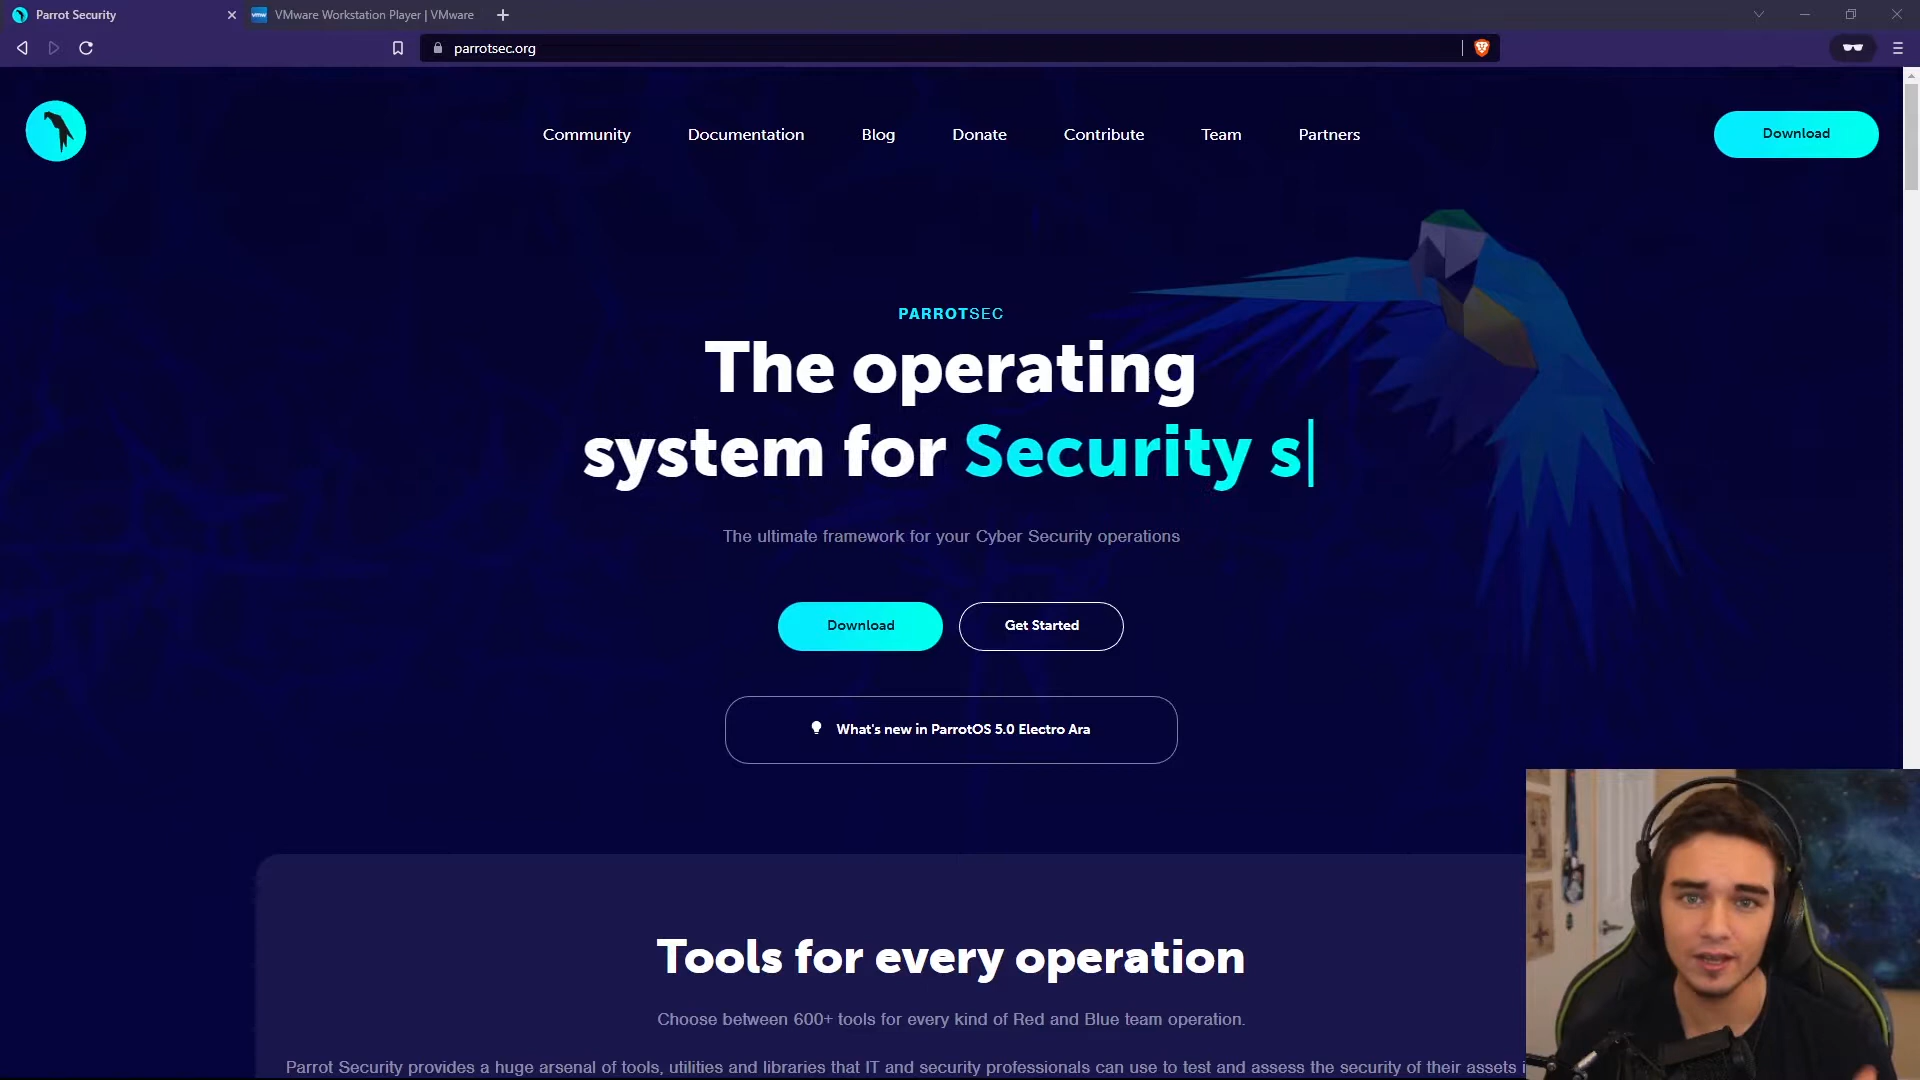 Parrot Security
VMware Workstation Player | VMware
parrotsec.org
Community Documentation Blog Donate Contribute Team Partners
Download
PARROTSEC
The operating
system for Security s
The ultimate framework for your Cyber Security operations
Download
Get Started
What's new in ParrotOS 5.0 Electro Ara
Tools for every operation
Choose between 600+ tools for every kind of Red and Blue team operation.
Parrot Security provides a huge arsenal of tools, utilities and libraries that IT and security professionals can use to test and assess the security of their assets i